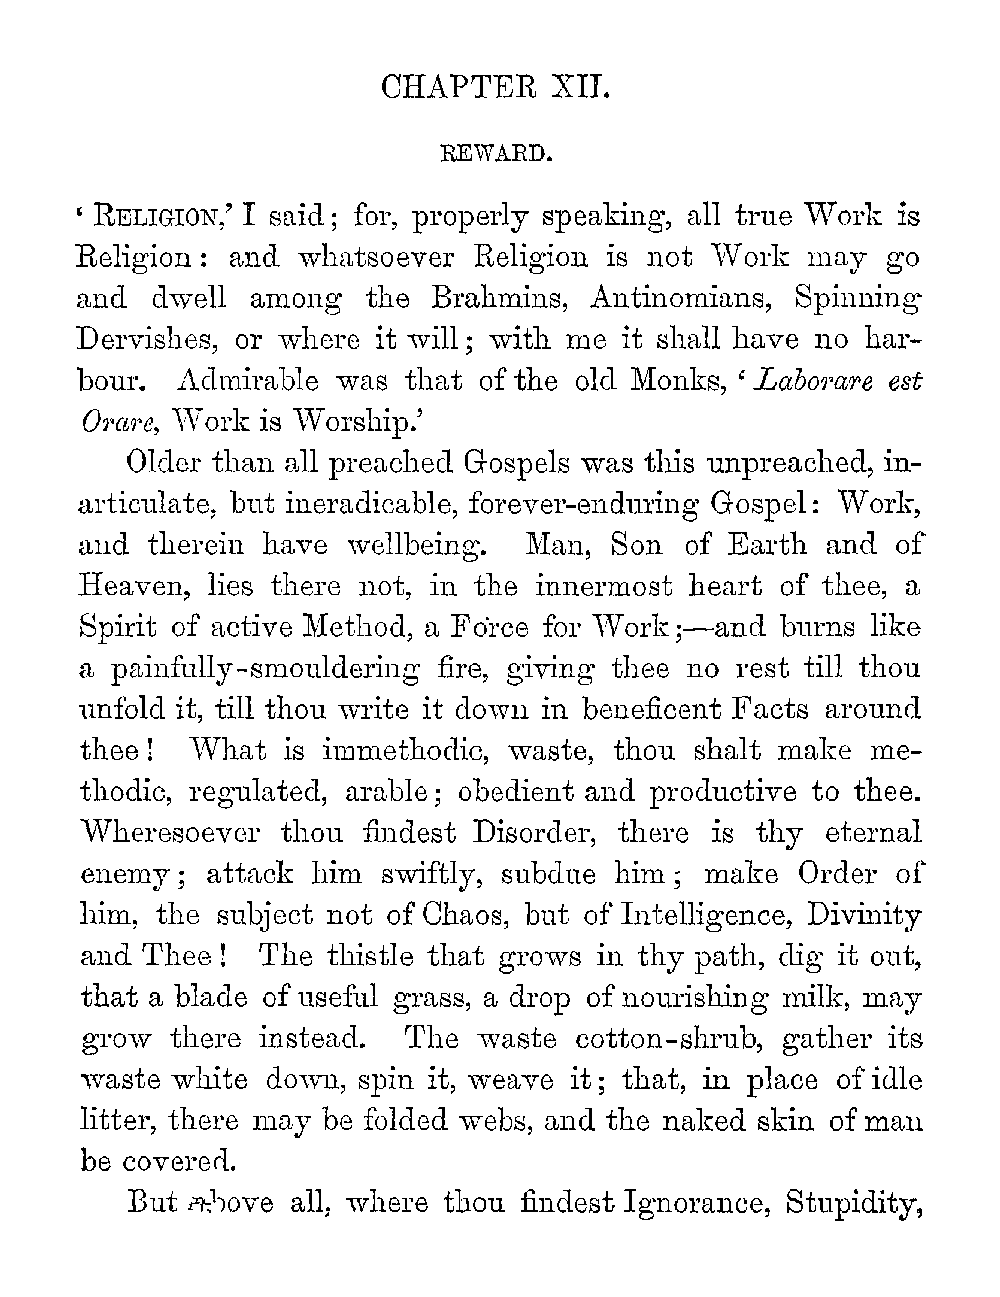 CHAPTER XII.
REWARD.
‘ RELIGION,’ I said; for, properly speaking, all true Work is
Religion: and whatsoever Religion is not Work may go
and dwell among the Brahmins, Antinomians, Spinning
Dervishes, or where it will; with me it shall have no har-
bour. Admirable was that of the old Monks, ‘ Laborare est
Orare, Work is Worship.’
Older than all preached Gospels was this unpreached, in-
articulate, but ineradicable, forever-enduring Gospel: Work,
and therein have wellbeing. Man, Son of Earth and of
Heaven, lies there not, in the innermost heart of thee, a
Spirit of active Method, a Force for Work;—and burns like
a painfully-smouldering fire, giving thee no rest till thou
unfold it, till thou write it down in beneficent Facts around
thee! What is immethodic, waste, thou shalt make me-
thodic, regulated, arable; obedient and productive to thee.
Wheresoever thou findest Disorder, there is thy eternal
enemy; attack him swiftly, subdue him; make Order of
him, the subject not of Chaos, but of Intelligence, Divinity
and Thee! The thistle that grows in thy path, dig it out,
that a blade of useful grass, a drop of nourishing milk, may
grow there instead. The waste cotton-shrub, gather its
waste white down, spin it, weave it; that, in place of idle
litter, there may be folded webs, and the naked skin of man
be covered.
But above all, where thou findest Ignorance, Stupidity,